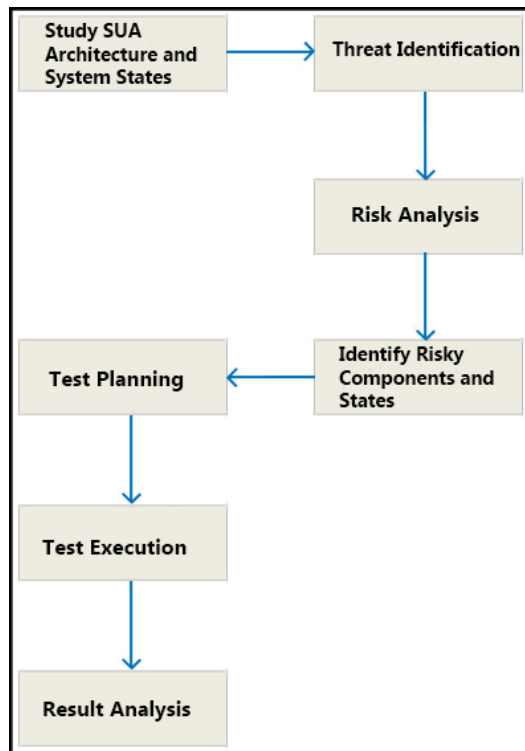 Study SUA
Architecture and
System States
Threat Identification
Risk Analysis
Identify Risky
Components and
States
Test Planning
Test Execution
Result Analysis